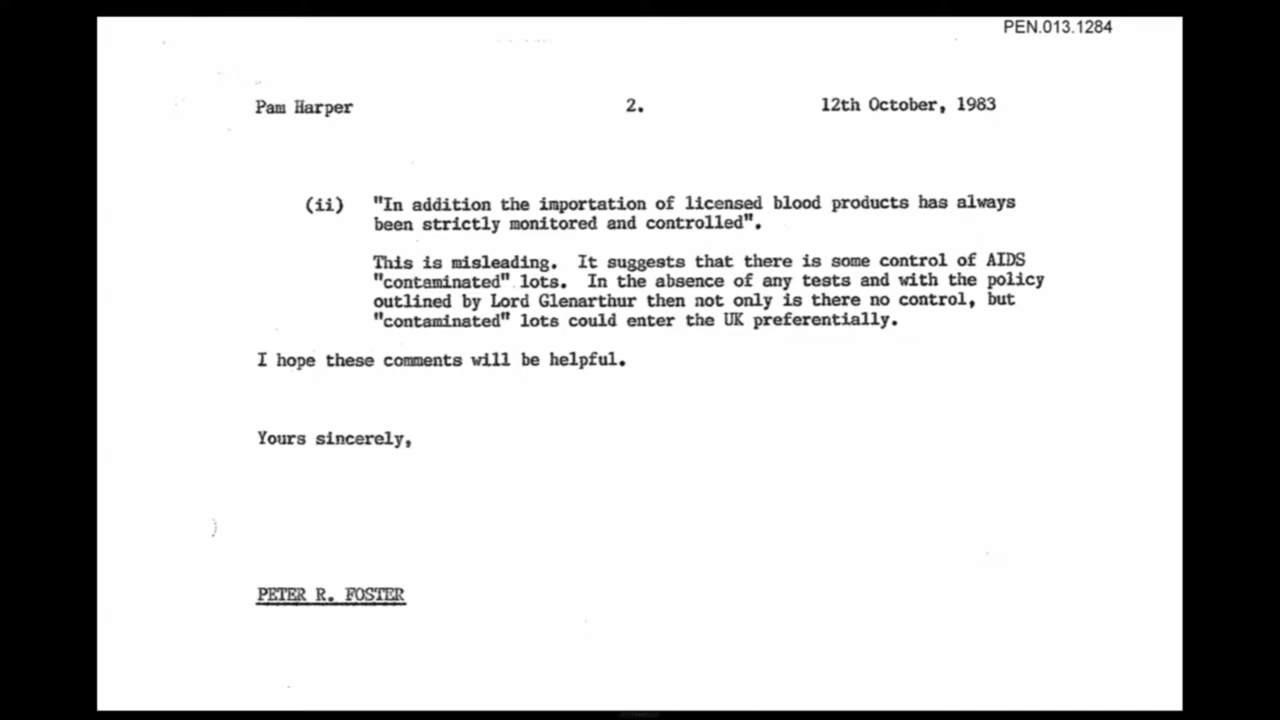 PEN.013.1284
Pam Harper 2. 12th October, 1983
(ii) "In addition the importation of licensed blood products has always
been strictly monitored and controlled".
This is misleading. It suggests that there is some control of AIDS
"contaminated" lots. In the absence of any tests and with the policy
outlined by Lord Glenarthur then not only is there no control, but
"contaminated" lots could enter the UK preferentially.
I hope these comments will be helpful.
Yours sincerely,
PETER R. FOSTER